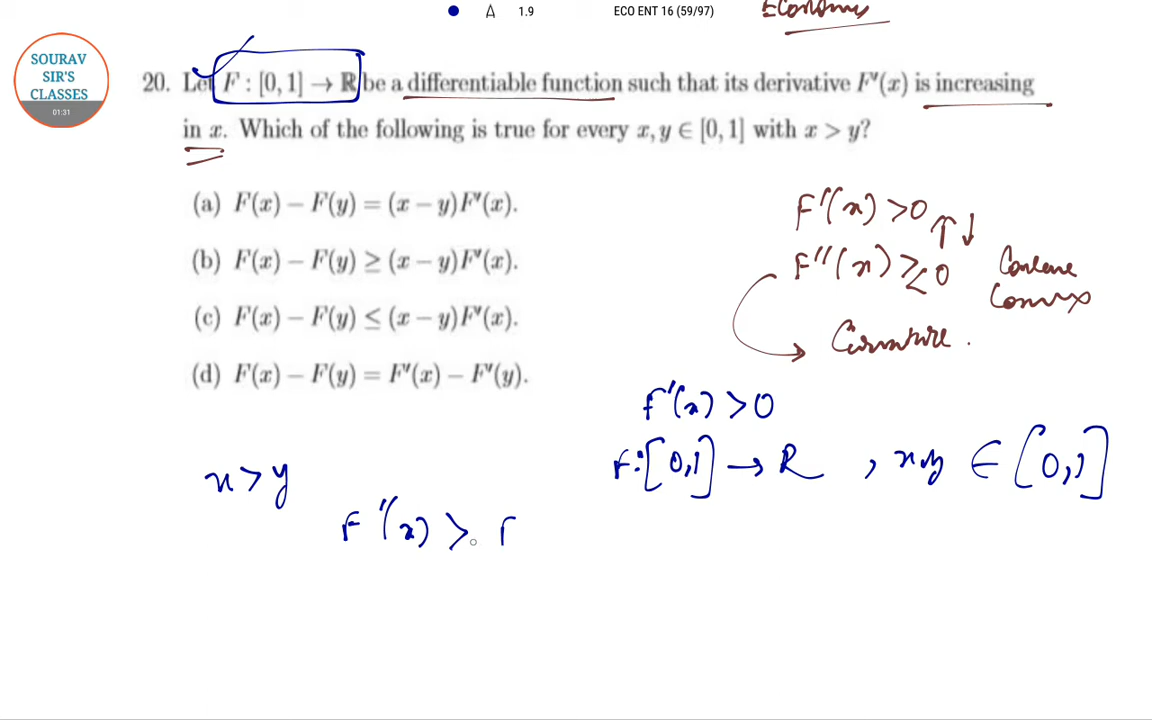 1.9
ECO ENT 16 (59/97)
Economy
SOURAV
SIR'S
CLASSES
01:31
20. Let F : [0, 1] → ℝ be a differentiable function such that its derivative F′(x) is increasing
in x. Which of the following is true for every x, y ∈ [0, 1] with x > y?
(a) F(x) − F(y) = (x − y)F′(x).
(b) F(x) − F(y) ≥ (x − y)F′(x).
(c) F(x) − F(y) ≤ (x − y)F′(x).
(d) F(x) − F(y) = F′(x) − F′(y).
F′(x) > 0 ↑↓
F″(x) ≷ 0 Concave
Convex
→ Curvature.
f′(x) > 0
F: [0,1] → R , x,y ∈ [0,1]
x > y
F′(x) >